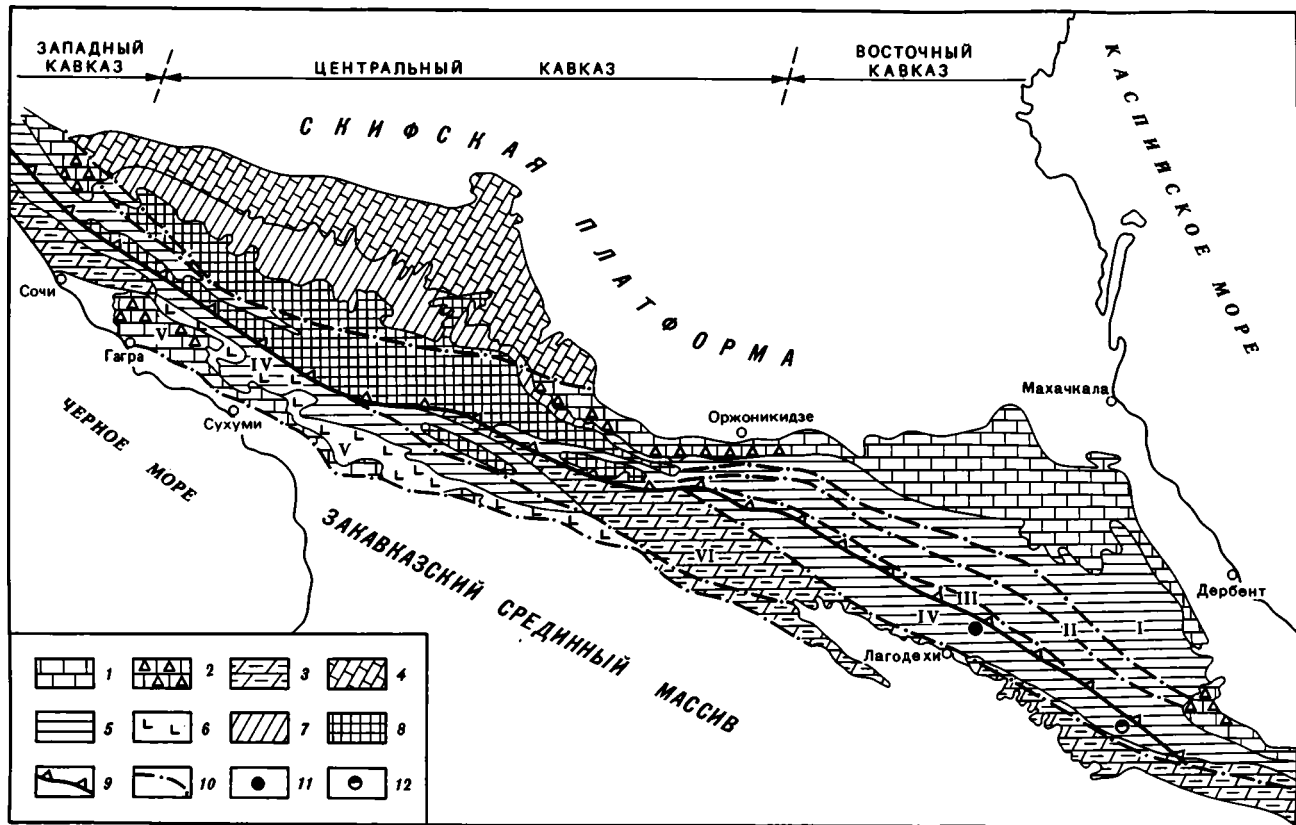 ЗАПАДНЫЙ
КАВКАЗ
ЦЕНТРАЛЬНЫЙ КАВКАЗ
ВОСТОЧНЫЙ
КАВКАЗ
СКИФСКАЯ ПЛАТФОРМА
КАСПИЙСКОЕ МОРЕ
Сочи
Гагра
Сухуми
ЧЕРНОЕ МОРЕ
Оржоникидзе
Махачкала
Дербент
Лагодехи
ЗАКАВКАЗСКИЙ СРЕДИННЫЙ МАССИВ
V
IV
V
VI
III
IV
II
I
1 2 3 4
5 6 7 8
9 10 11 12